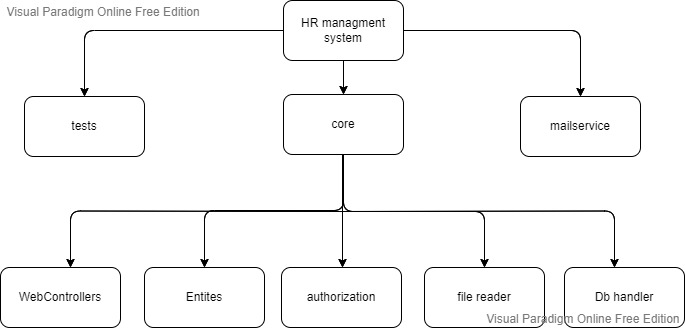 Visual Paradigm Online Free Edition
HR managment
system
tests
core
mailservice
WebControllers
Entites
authorization
file reader
Db handler
Visual Paradigm Online Free Edition